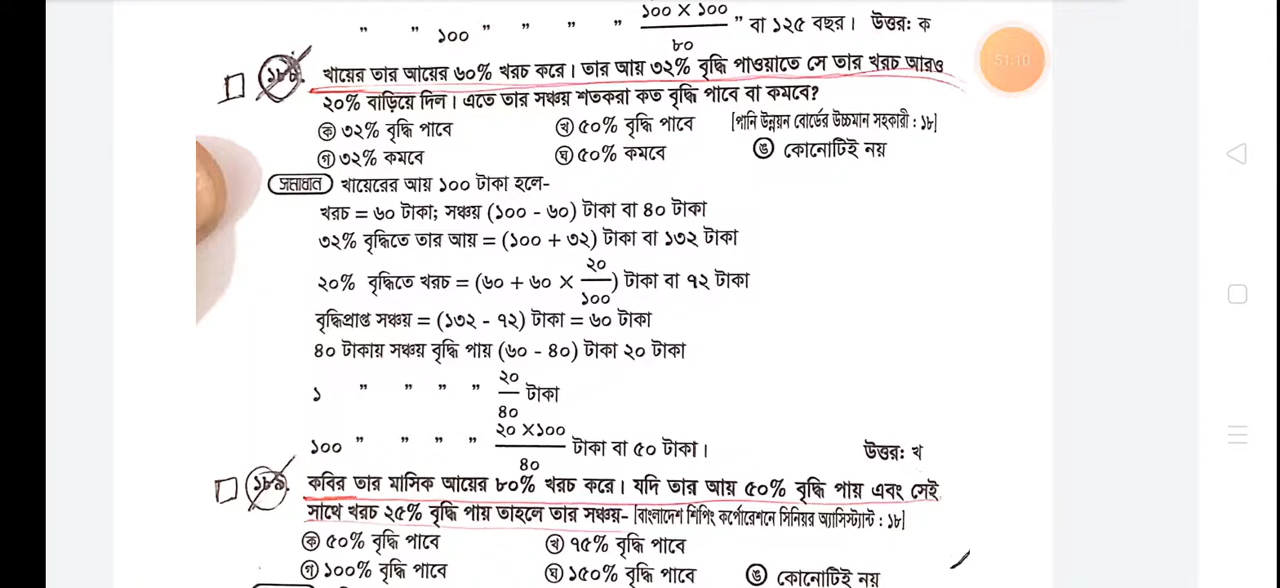 ” ” ১০০ ” ” ” ” ১০০ X ১০০ / ৮০ ” বা ১২৫ বছর। উত্তর: ক
51:10
১৮৮. খায়ের তার আয়ের ৬০% খরচ করে। তার আয় ৩২% বৃদ্ধি পাওয়াতে সে তার খরচ আরও
২০% বাড়িয়ে দিল। এতে তার সঞ্চয় শতকরা কত বৃদ্ধি পাবে বা কমবে?
ক ৩২% বৃদ্ধি পাবে খ ৫০% বৃদ্ধি পাবে [পানি উন্নয়ন বোর্ডের উচ্চমান সহকারী : ১৮]
গ ৩২% কমবে ঘ ৫০% কমবে ঙ কোনোটিই নয়
সমাধান খায়েরের আয় ১০০ টাকা হলে-
খরচ = ৬০ টাকা; সঞ্চয় (১০০ - ৬০) টাকা বা ৪০ টাকা
৩২% বৃদ্ধিতে তার আয় = (১০০ + ৩২) টাকা বা ১৩২ টাকা
২০% বৃদ্ধিতে খরচ = (৬০ + ৬০ × ২০/১০০) টাকা বা ৭২ টাকা
বৃদ্ধিপ্রাপ্ত সঞ্চয় = (১৩২ - ৭২) টাকা = ৬০ টাকা
৪০ টাকায় সঞ্চয় বৃদ্ধি পায় (৬০ - ৪০) টাকা ২০ টাকা
১ ” ” ” ” ২০/৪০ টাকা
১০০ ” ” ” ” ২০ X ১০০ / ৪০ টাকা বা ৫০ টাকা। উত্তর: খ
১৮৯. কবির তার মাসিক আয়ের ৮০% খরচ করে। যদি তার আয় ৫০% বৃদ্ধি পায় এবং সেই
সাথে খরচ ২৫% বৃদ্ধি পায় তাহলে তার সঞ্চয়- [বাংলাদেশ শিপিং কর্পোরেশনে সিনিয়র অ্যাসিস্ট্যান্ট : ১৮]
ক ৫০% বৃদ্ধি পাবে খ ৭৫% বৃদ্ধি পাবে
গ ১০০% বৃদ্ধি পাবে ঘ ১৫০% বৃদ্ধি পাবে ঙ কোনোটিই নয়